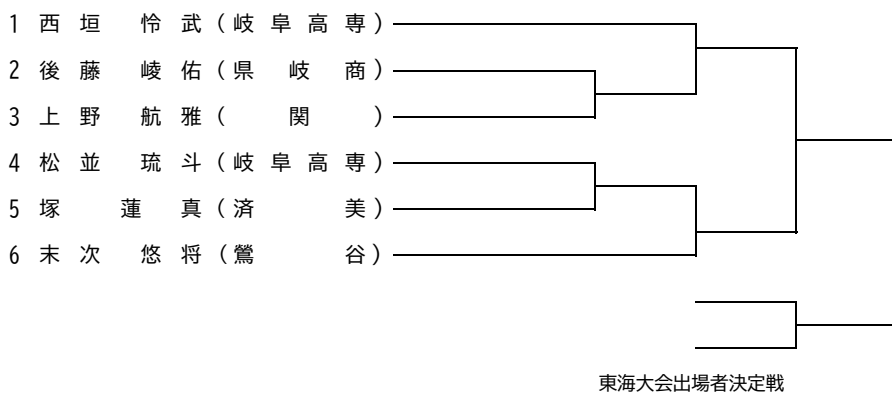 1 西垣 怜武(岐阜高専)
2 後藤 崚佑(県岐商)
3 上野 航雅(関)
4 松並 琉斗(岐阜高専)
5 塚 蓮真(済美)
6 末次 悠将(鶯谷)
東海大会出場者決定戦